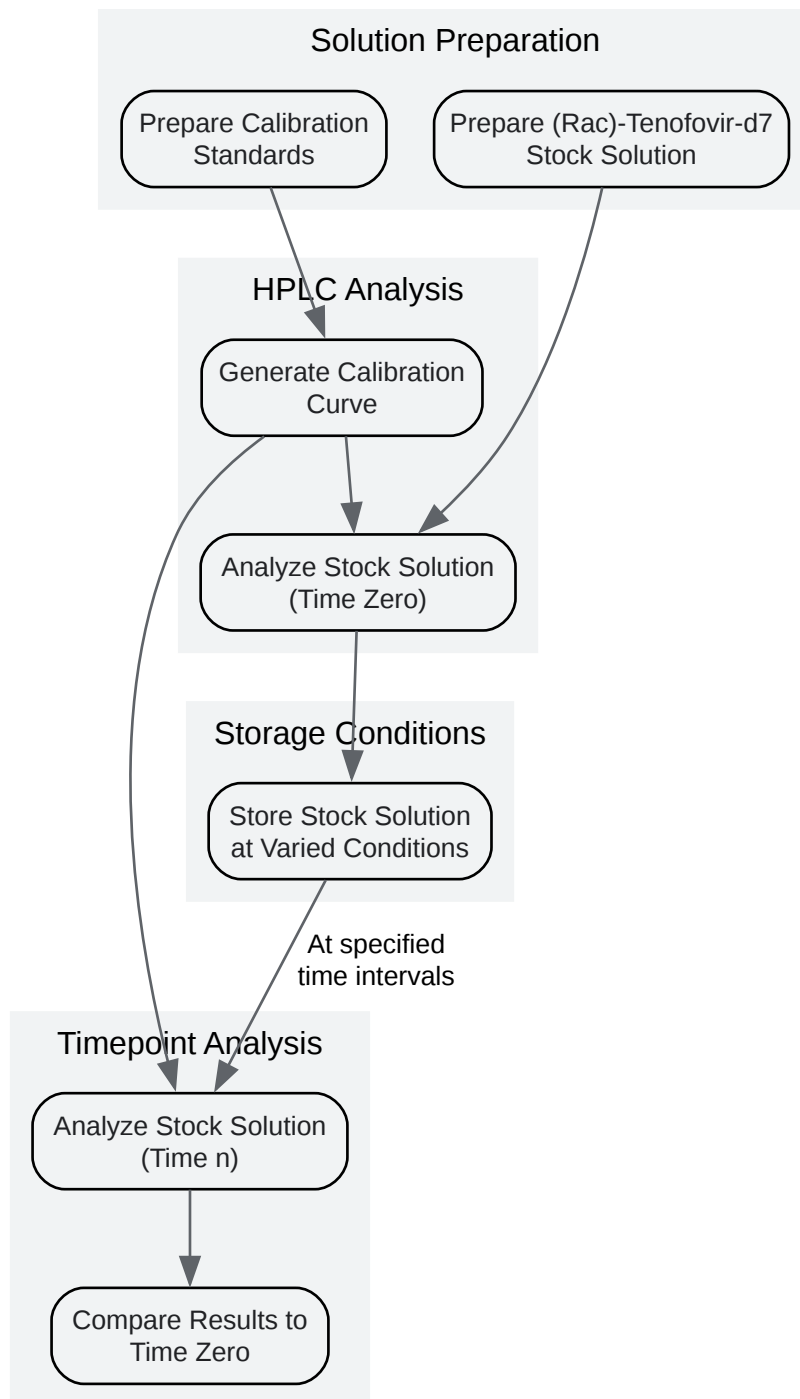 Solution Preparation
Prepare Calibration
Standards
Prepare (Rac)-Tenofovir-d7
Stock Solution
HPLC Analysis
Generate Calibration
Curve
Analyze Stock Solution
(Time Zero)
Storage Conditions
Store Stock Solution
at Varied Conditions
At specified
time intervals
Timepoint Analysis
Analyze Stock Solution
(Time n)
Compare Results to
Time Zero